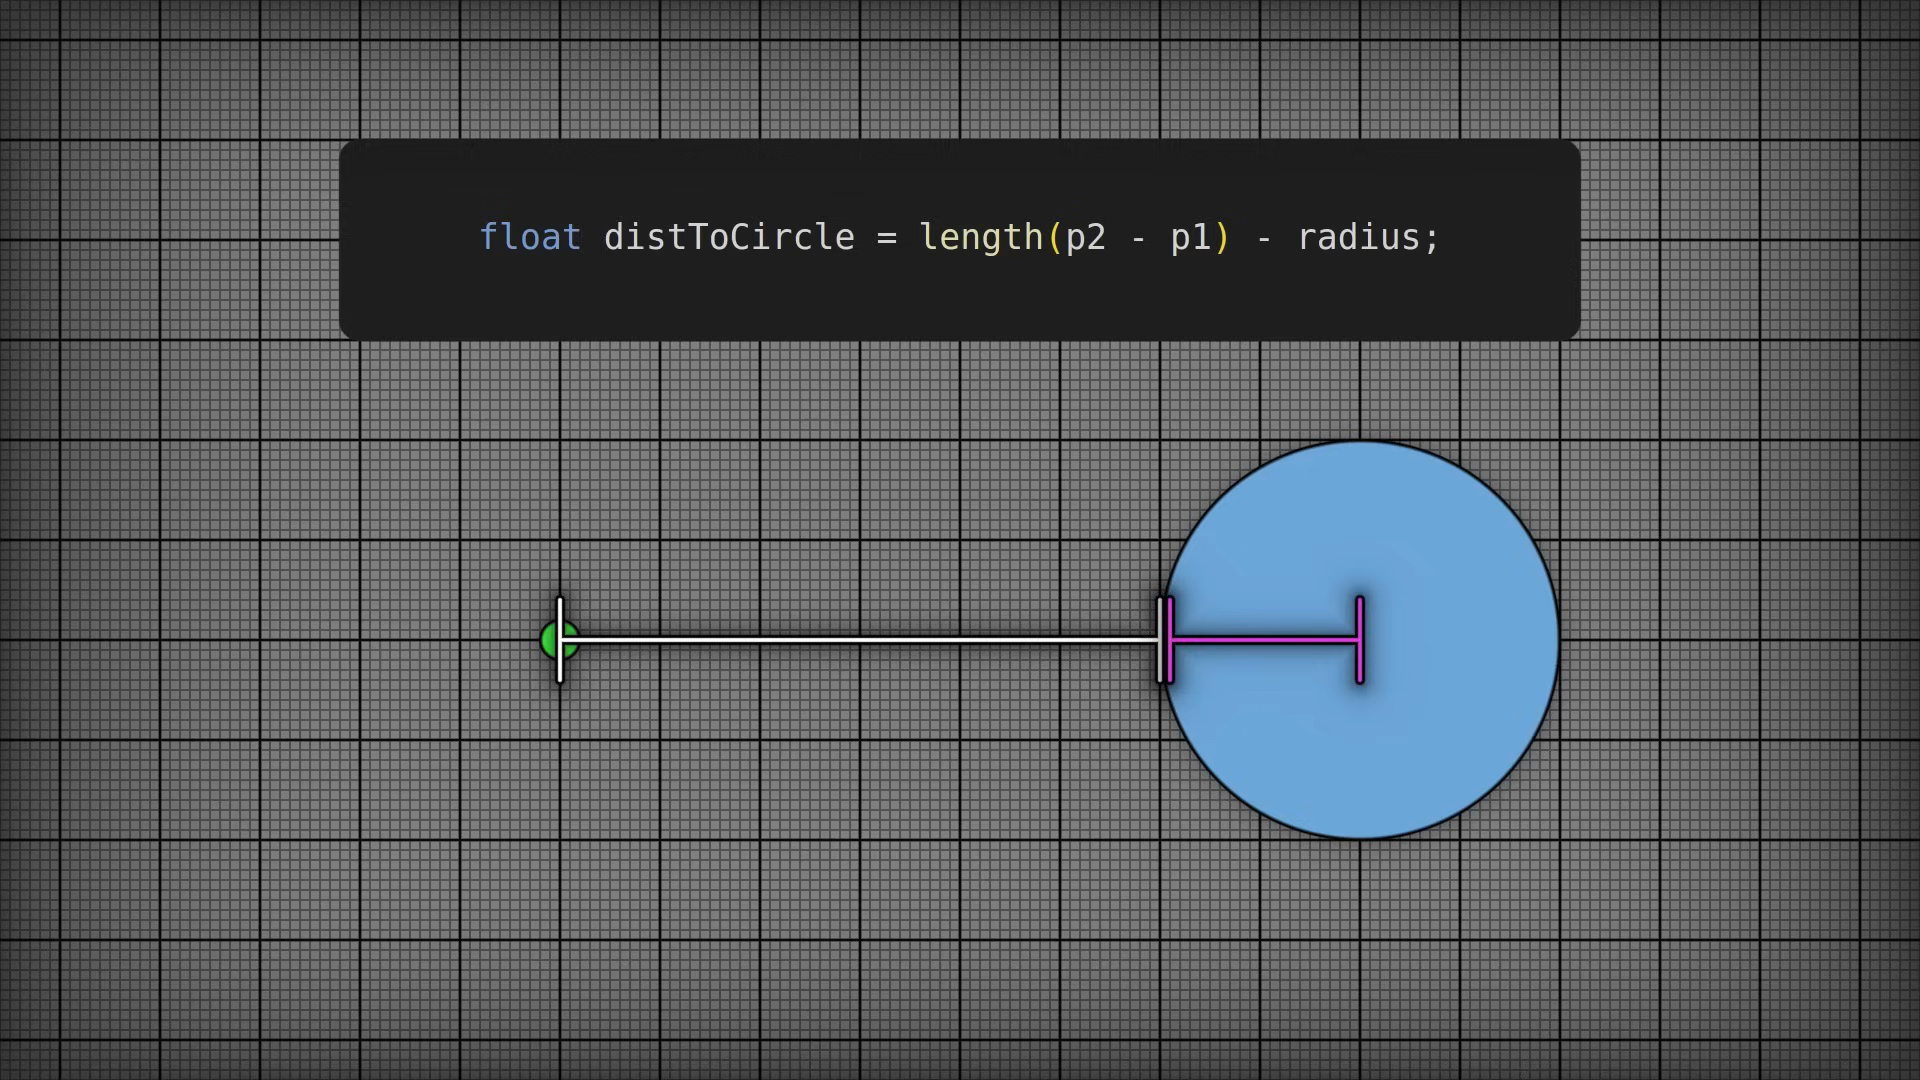 float distToCircle = length(p2 - p1) - radius;